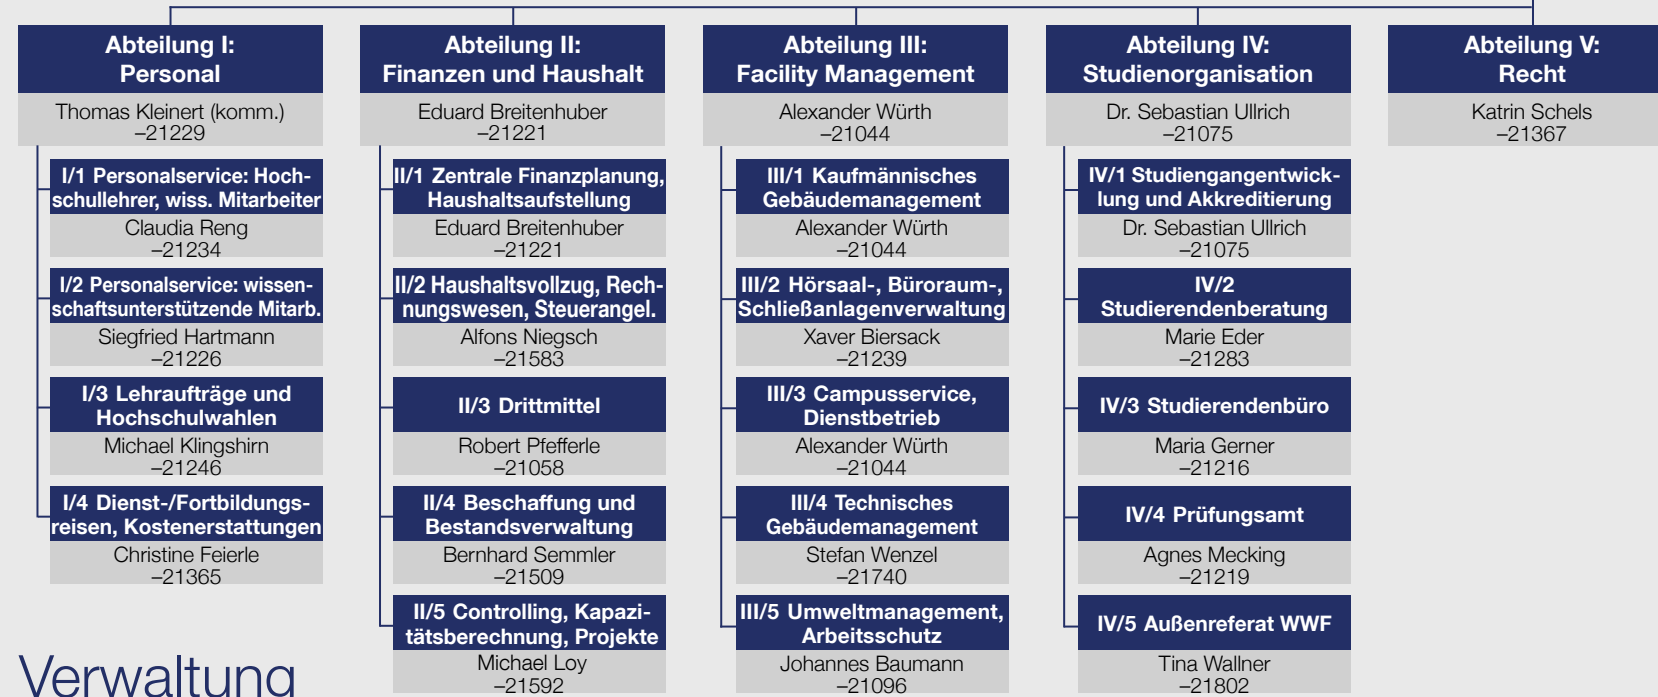 Abteilung I:
Personal
Thomas Kleinert (komm.)
–21229
I/1 Personalservice: Hoch-
schullehrer, wiss. Mitarbeiter
Claudia Reng
–21234
I/2 Personalservice: wissen-
schaftsunterstützende Mitarb.
Siegfried Hartmann
–21226
I/3 Lehraufträge und
Hochschulwahlen
Michael Klingshirn
–21246
I/4 Dienst-/Fortbildungs-
reisen, Kostenerstattungen
Christine Feierle
–21365
Abteilung II:
Finanzen und Haushalt
Eduard Breitenhuber
–21221
II/1 Zentrale Finanzplanung,
Haushaltsaufstellung
Eduard Breitenhuber
–21221
II/2 Haushaltsvollzug, Rech-
nungswesen, Steuerangel.
Alfons Niegsch
–21583
II/3 Drittmittel
Robert Pfefferle
–21058
II/4 Beschaffung und
Bestandsverwaltung
Bernhard Semmler
–21509
II/5 Controlling, Kapazi-
tätsberechnung, Projekte
Michael Loy
–21592
Abteilung III:
Facility Management
Alexander Würth
–21044
III/1 Kaufmännisches
Gebäudemanagement
Alexander Würth
–21044
III/2 Hörsaal-, Büroraum-,
Schließanlagenverwaltung
Xaver Biersack
–21239
III/3 Campusservice,
Dienstbetrieb
Alexander Würth
–21044
III/4 Technisches
Gebäudemanagement
Stefan Wenzel
–21740
III/5 Umweltmanagement,
Arbeitsschutz
Johannes Baumann
–21096
Abteilung IV:
Studienorganisation
Dr. Sebastian Ullrich
–21075
IV/1 Studiengangentwick-
lung und Akkreditierung
Dr. Sebastian Ullrich
–21075
IV/2
Studierendenberatung
Marie Eder
–21283
IV/3 Studierendenbüro
Maria Gerner
–21216
IV/4 Prüfungsamt
Agnes Mecking
–21219
IV/5 Außenreferat WWF
Tina Wallner
–21802
Abteilung V:
Recht
Katrin Schels
–21367
Verwaltung